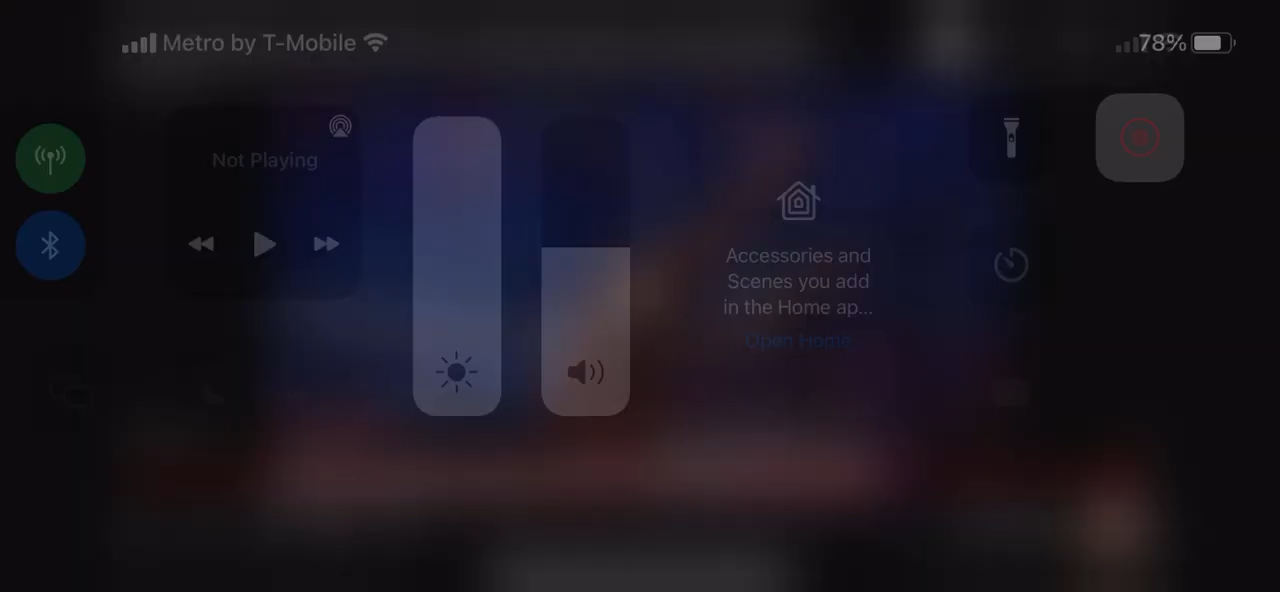 Metro by T-Mobile
78%
Not Playing
Accessories and
Scenes you add
in the Home ap...
Open Home